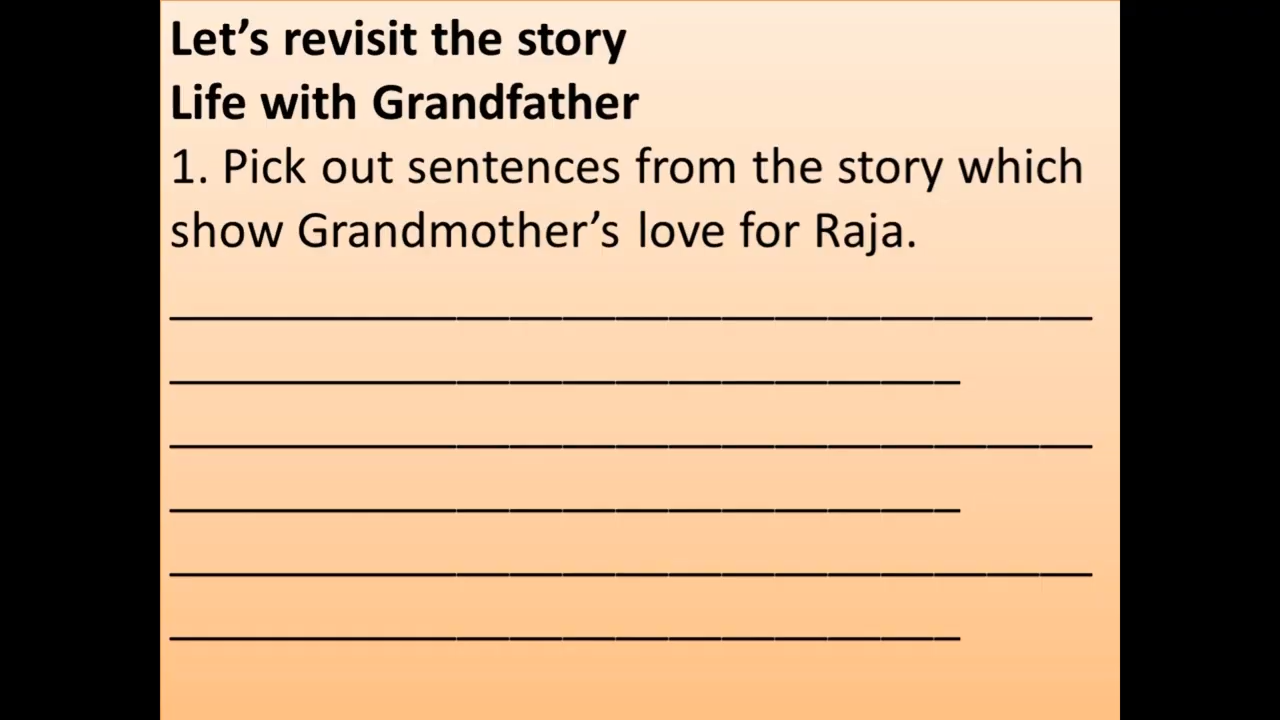 Let’s revisit the story
Life with Grandfather
1. Pick out sentences from the story which
show Grandmother’s love for Raja.